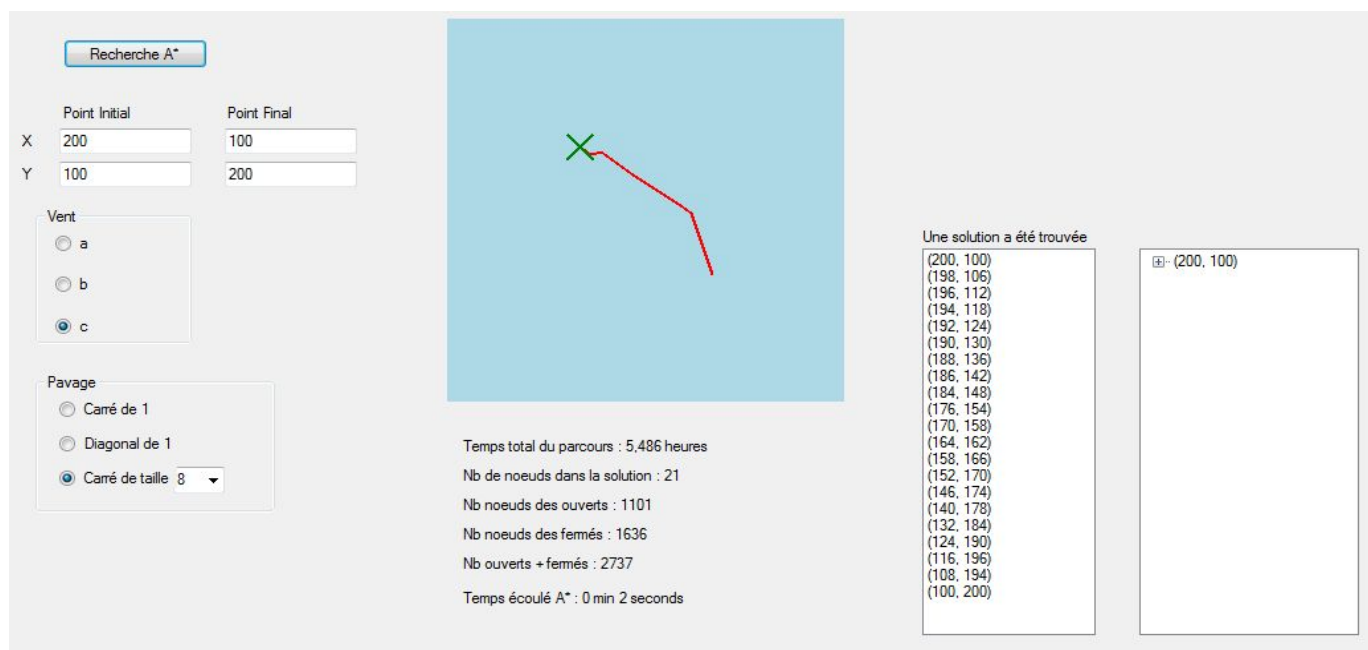 Recherche A*
Point Initial
Point Final
X
200
100
Y
100
200
Vent
a
b
c
Pavage
Carré de 1
Diagonal de 1
Carré de taille 8
Temps total du parcours : 5,486 heures
Nb de noeuds dans la solution : 21
Nb noeuds des ouverts : 1101
Nb noeuds des fermés : 1636
Nb ouverts + fermés : 2737
Temps écoulé A* : 0 min 2 seconds
Une solution a été trouvée
(200, 100)
(198, 106)
(196, 112)
(194, 118)
(192, 124)
(190, 130)
(188, 136)
(186, 142)
(184, 148)
(176, 154)
(170, 158)
(164, 162)
(158, 166)
(152, 170)
(146, 174)
(140, 178)
(132, 184)
(124, 190)
(116, 196)
(108, 194)
(100, 200)
(200, 100)